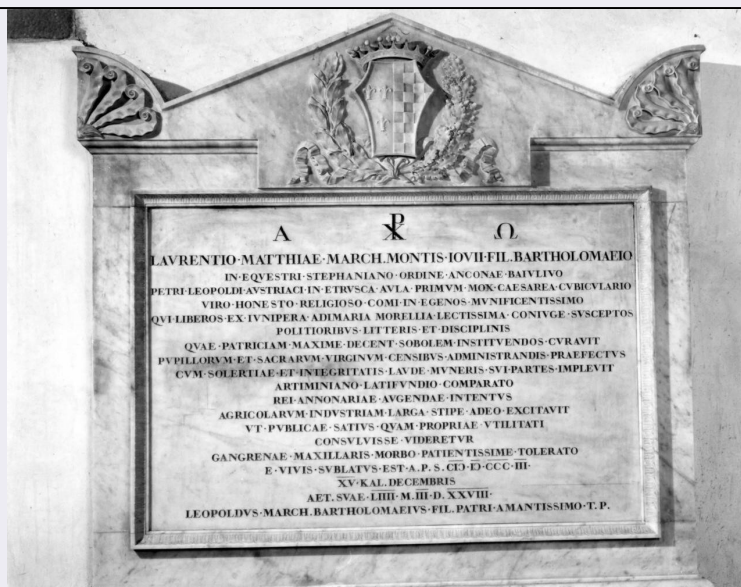 Α ☧ Ω
LAVRENTIO·MATTHIAE·MARCH.MONTIS·IOVII·FIL.BARTHOLOMAEIO
IN·EQVESTRI·STEPHANIANO·ORDINE·ANCONAE·BAIVLIVO
PETRI·LEOPOLDI·AVSTRIACI·IN·ETRVSCA·AVLA·PRIMVM·MOX·CAESAREA·CVBICVLARIO
VIRO·HONESTO·RELIGIOSO·COMI·IN·EGENOS·MVNIFICENTISSIMO
QVI·LIBEROS·EX·IVNIPERA·ADIMARIA·MORELLIA·LECTISSIMA·CONIVGE·SVSCEPTOS
POLITIORIBVS·LITTERIS·ET·DISCIPLINIS
QVAE·PATRICIAM·MAXIME·DECENT·SOBOLEM·INSTITVENDOS·CVRAVIT
PVPILLORVM·ET·SACRARVM·VIRGINVM·CENSIBVS·ADMINISTRANDIS·PRAEFECTVS
CVM·SOLERTIAE·ET·INTEGRITATIS·LAVDE·MVNERIS·SVI·PARTES·IMPLEVIT
ARTIMINIANO·LATIFVNDIO·COMPARATO
REI·ANNONARIAE·AVGENDAE·INTENTVS
AGRICOLARVM·INDVSTRIAM·LARGA·STIPE·ADEO·EXCITAVIT
VT·PVBLICAE·SATIVS·QVAM·PROPRIAE·VTILITATI
CONSVLVISSE·VIDERETVR
GANGRENAE·MAXILLARIS·MORBO·PATIENTISSIME·TOLERATO
E·VIVIS·SVBLATVS·EST·A.P.S.CIↃ·IↃ·CCC·III·
XV·KAL.DECEMBRIS
AET.SVAE·LIIII·M.III·D.XXVIII·
LEOPOLDVS·MARCH.BARTHOLOMAEIVS·FIL.PATRI·AMANTISSIMO·T.P.